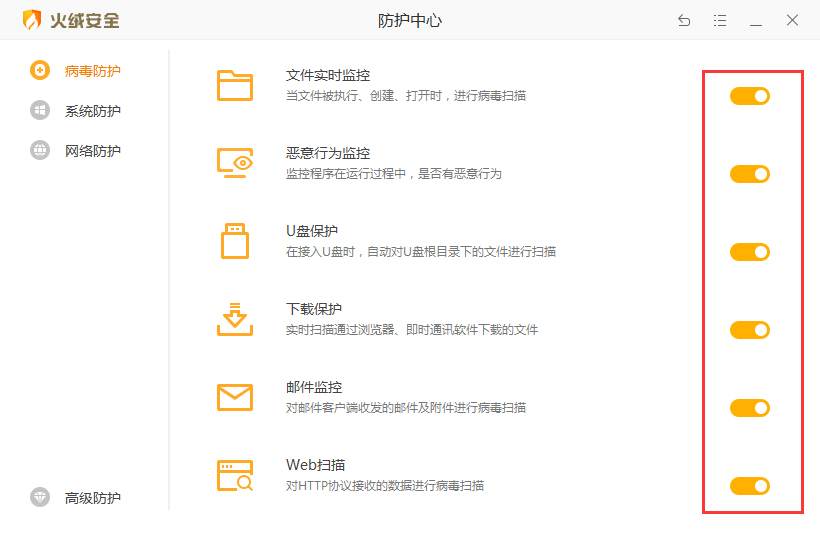 火绒安全
防护中心
病毒防护
系统防护
网络防护
高级防护
文件实时监控
当文件被执行、创建、打开时，进行病毒扫描
恶意行为监控
监控程序在运行过程中，是否有恶意行为
U盘保护
在接入U盘时，自动对U盘根目录下的文件进行扫描
下载保护
实时扫描通过浏览器、即时通讯软件下载的文件
邮件监控
对邮件客户端收发的邮件及附件进行病毒扫描
Web扫描
对HTTP协议接收的数据进行病毒扫描